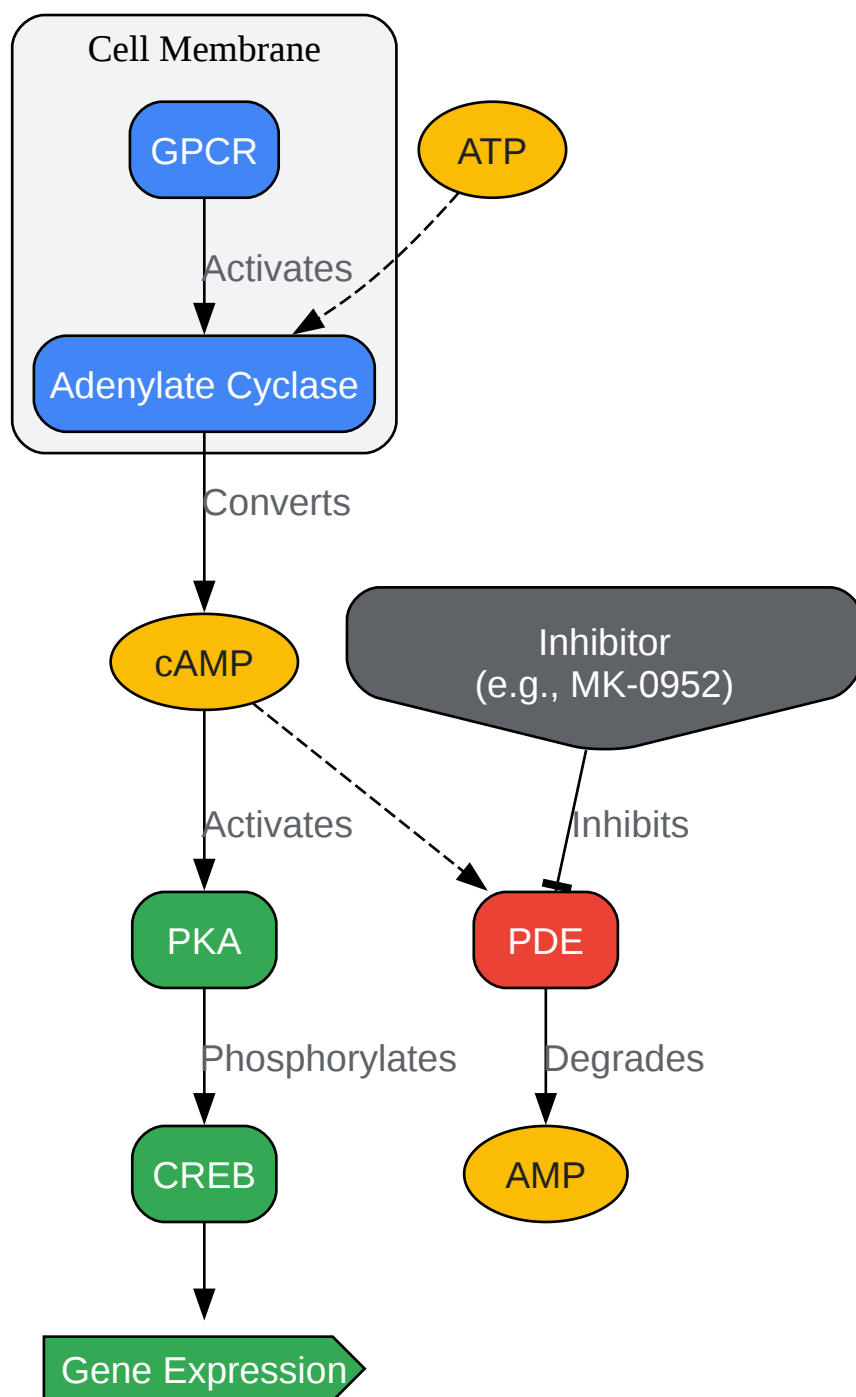 Cell Membrane
GPCR
ATP
Activates
Adenylate Cyclase
Converts
cAMP
Inhibitor
(e.g., MK-0952)
Activates
Inhibits
PKA
PDE
Phosphorylates
Degrades
CREB
AMP
Gene Expression